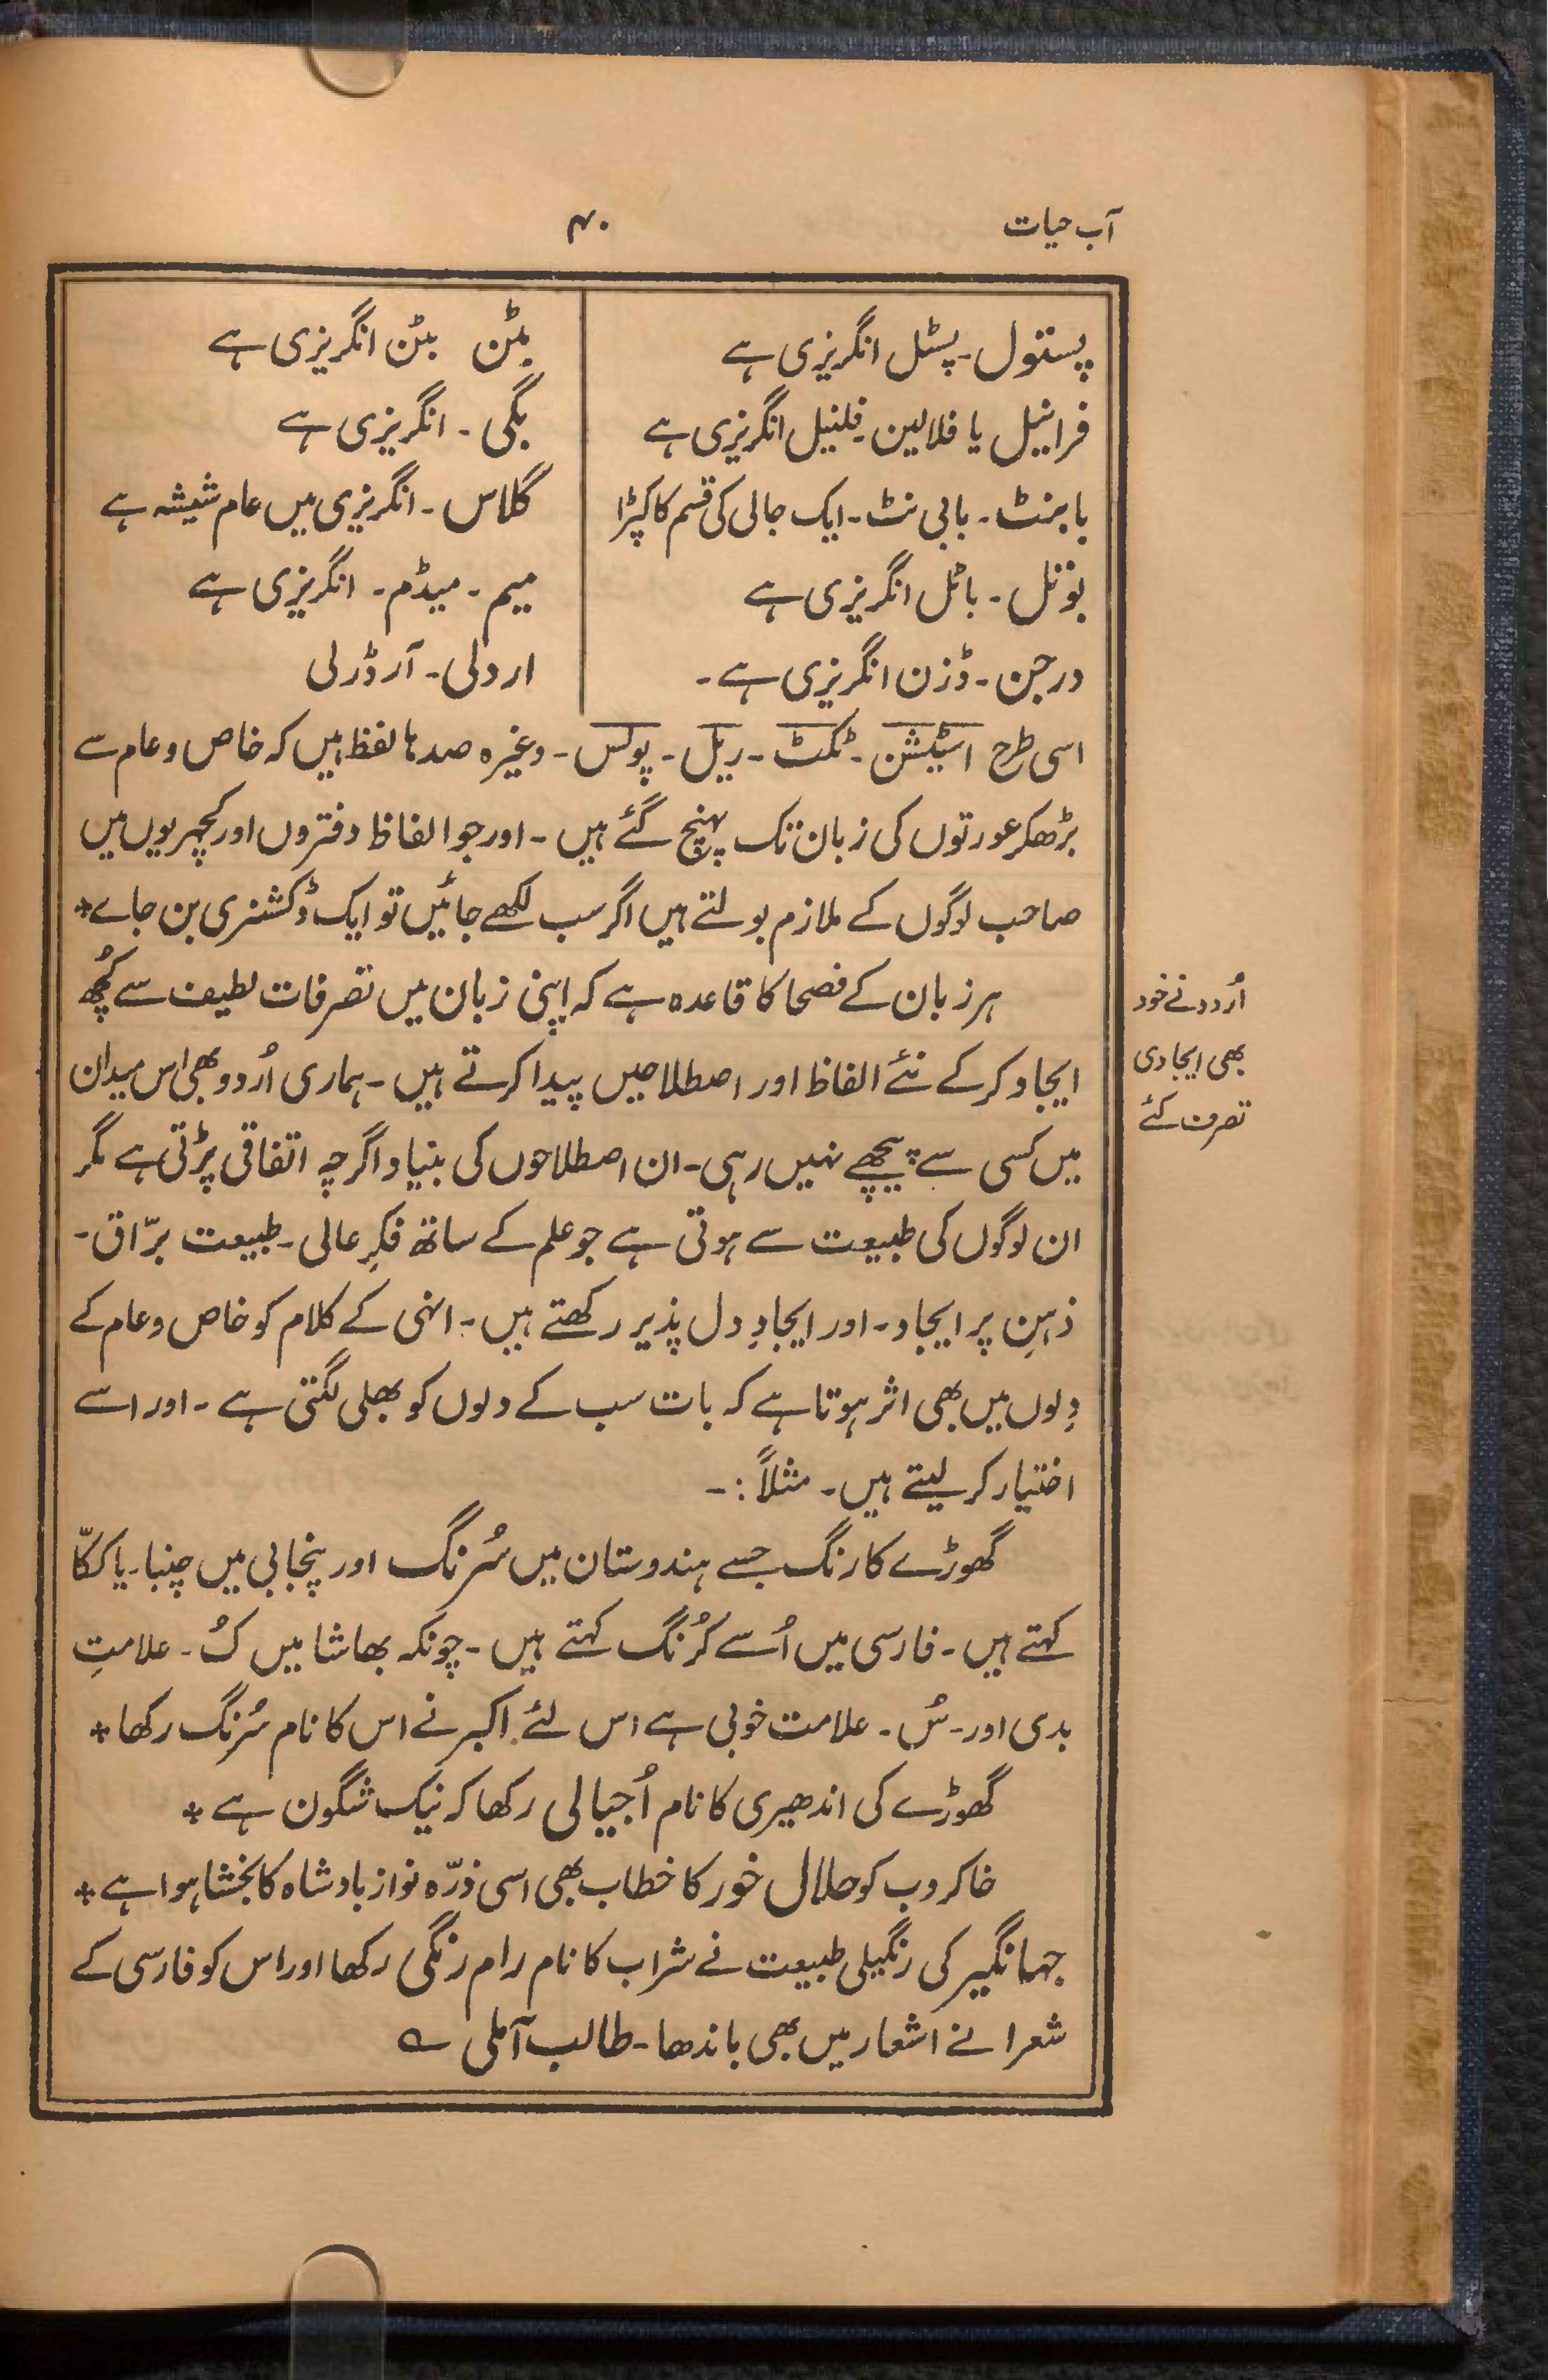 آب حیات
۴۰
پستول۔ پسٹل انگریزی ہے
فرانیل یا فلالین۔ فلنیل انگریزی ہے
بابنٹ۔ بابی نٹ۔ ایک جالی کی قسم کا کپڑا
بوتل۔ باٹل انگریزی ہے
درجن۔ ڈزن انگریزی ہے۔
بٹن بٹن انگریزی ہے
بگی۔ انگریزی ہے
گلاس۔ انگریزی میں عام شیشہ ہے
میم۔ میڈم۔ انگریزی ہے
اردلی۔ آرڈرلی
اسی طرح اسٹیشن۔ ٹکٹ۔ ریل۔ پولس۔ وغیرہ صدہا لفظ ہیں کہ خاص و عام سے
بڑھکر عورتوں کی زبان تک پہنچ گئے ہیں۔ اور جو الفاظ دفتروں اور کچہریوں میں
صاحب لوگوں کے ملازم بولتے ہیں اگر سب لکھے جائیں تو ایک ڈکشنری بن جاے*
ہر زبان کے فصحا کا قاعدہ ہے کہ اپنی زبان میں تصرفات لطیف سے کُچھ
ایجاد کر کے نئے الفاظ اور اصطلاحیں پیدا کرتے ہیں۔ ہماری اُردو بھی اس میدان
میں کسی سے پیچھے نہیں رہی۔ ان اصطلاحوں کی بنیاد اگرچہ اتفاقی پڑتی ہے مگر
ان لوگوں کی طبیعت سے ہوتی ہے جو علم کے ساتھ فکرِ عالی۔ طبیعت برّاق۔
ذہنِ پر ایجاد۔ اور ایجادِ دل پذیر رکھتے ہیں۔ انہی کے کلام کو خاص و عام کے
دِلوں میں بھی اثر ہوتا ہے کہ بات سب کے دلوں کو بھلی لگتی ہے۔ اور اسے
اختیار کر لیتے ہیں۔ مثلاً:۔
گھوڑے کا رنگ جسے ہندوستان میں سُرنگ اور پنجابی میں چنبا۔ یا ککّا
کہتے ہیں۔ فارسی میں اُسے کُرنگ کہتے ہیں۔ چونکہ بھاشا میں کُ۔ علامتِ
بدی اور۔ سُ۔ علامت خوبی ہے اس لئے اکبر نے اس کا نام سُرنگ رکھا*
گھوڑے کی اندھیری کا نام اُجیالی رکھا کہ نیک شگون ہے*
خاکروب کو حلال خور کا خطاب بھی اسی ذرّہ نواز بادشاہ کا بخشا ہوا ہے*
جہانگیر کی رنگیلی طبیعت نے شراب کا نام رام رنگی رکھا اور اس کو فارسی کے
شعرا نے اشعار میں بھی باندھا۔ طالب آملی ؎
اُردو نے خود
بھی ایجادی
تصرف کئے